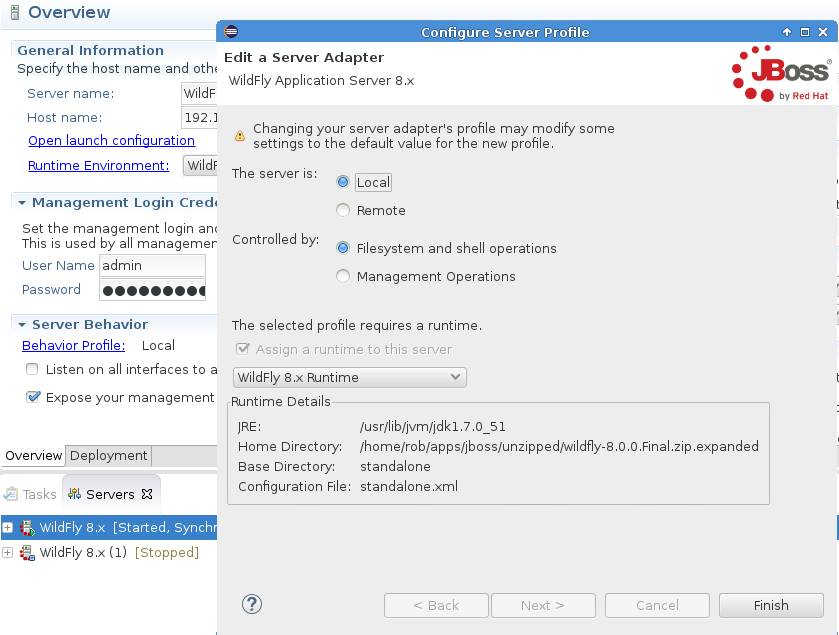 Overview
General Information
Specify the host name and othe
Server name:
WildF
Host name:
192.1
Open launch configuration
Runtime Environment:
WildF
Management Login Crede
Set the management login and
This is used by all managemen
User Name
admin
Password
Server Behavior
Behavior Profile:
Local
Listen on all interfaces to a
Expose your management
Overview
Deployment
Tasks
Servers
WildFly 8.x [Started, Synchr
WildFly 8.x (1) [Stopped]
Configure Server Profile
Edit a Server Adapter
WildFly Application Server 8.x
JBoss
by Red Hat
Changing your server adapter's profile may modify some
settings to the default value for the new profile.
The server is:
Local
Remote
Controlled by:
Filesystem and shell operations
Management Operations
The selected profile requires a runtime.
Assign a runtime to this server
WildFly 8.x Runtime
Runtime Details
JRE: /usr/lib/jvm/jdk1.7.0_51
Home Directory: /home/rob/apps/jboss/unzipped/wildfly-8.0.0.Final.zip.expanded
Base Directory: standalone
Configuration File: standalone.xml
?
< Back
Next >
Cancel
Finish